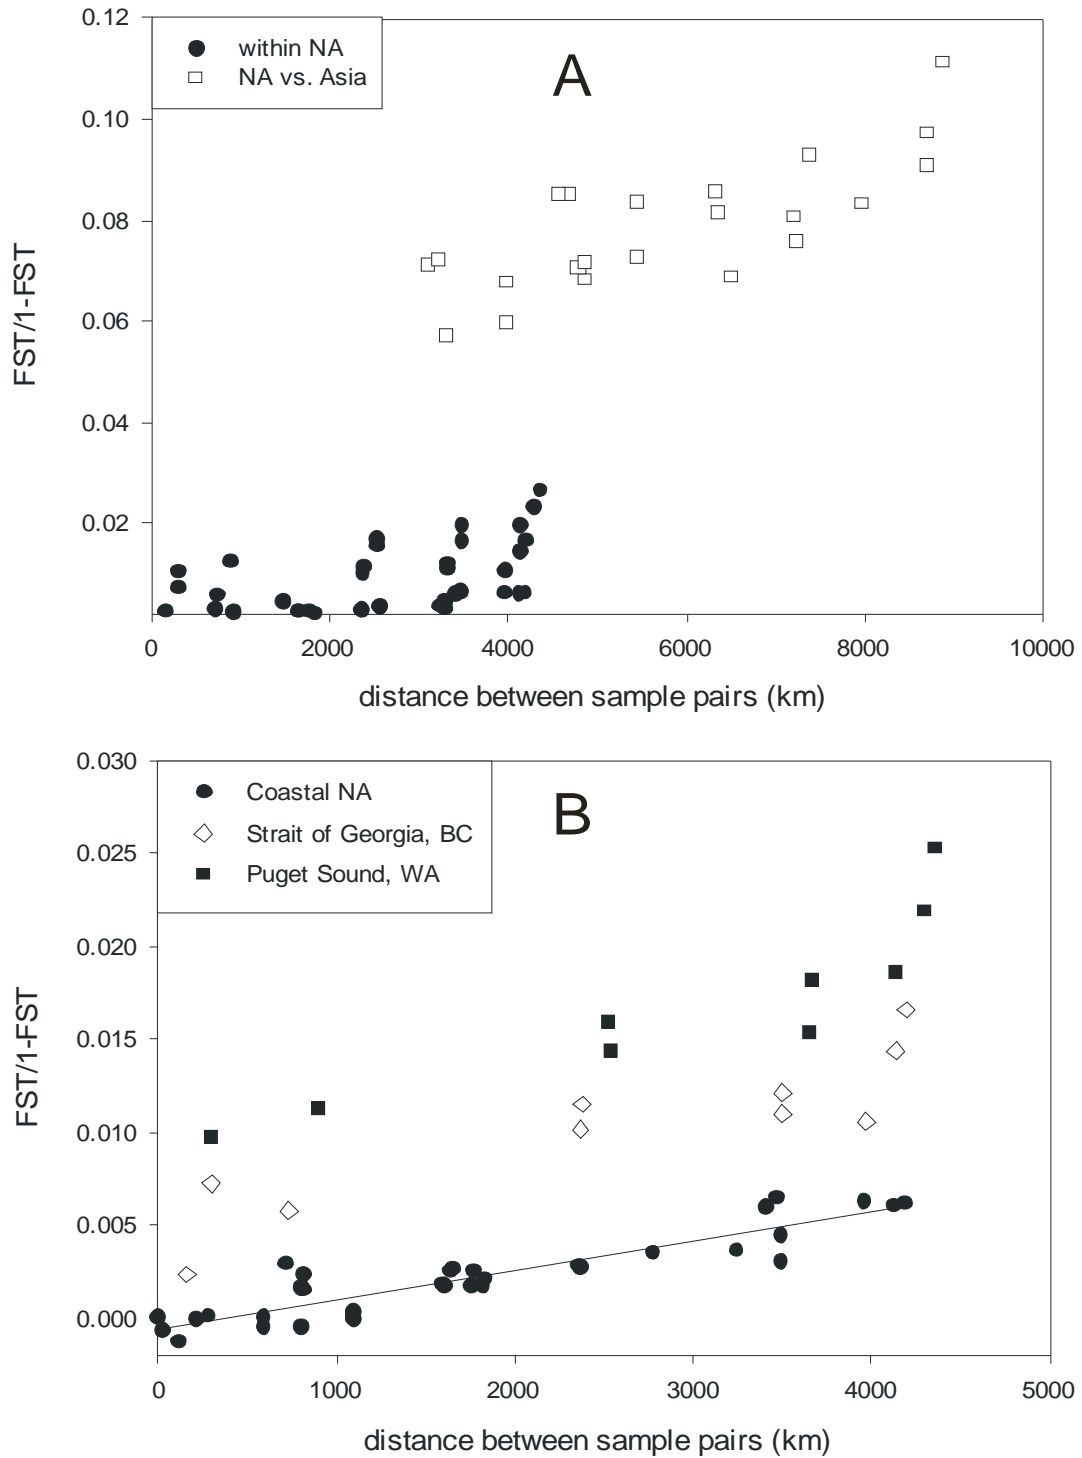 0.12
within NA
NA vs. Asia
A
0.10
0.08
0.06
0.04
0.02
FST/1-FST
0 2000 4000 6000 8000 10000
distance between sample pairs (km)
0.030
Coastal NA
Strait of Georgia, BC
Puget Sound, WA
B
0.025
0.020
0.015
0.010
0.005
0.000
FST/1-FST
0 1000 2000 3000 4000 5000
distance between sample pairs (km)